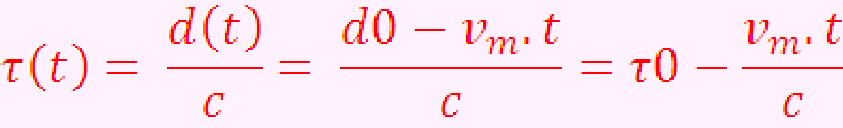 τ(t) = d(t)/c = (d0 − v_m. t)/c = τ0 − (v_m. t)/c